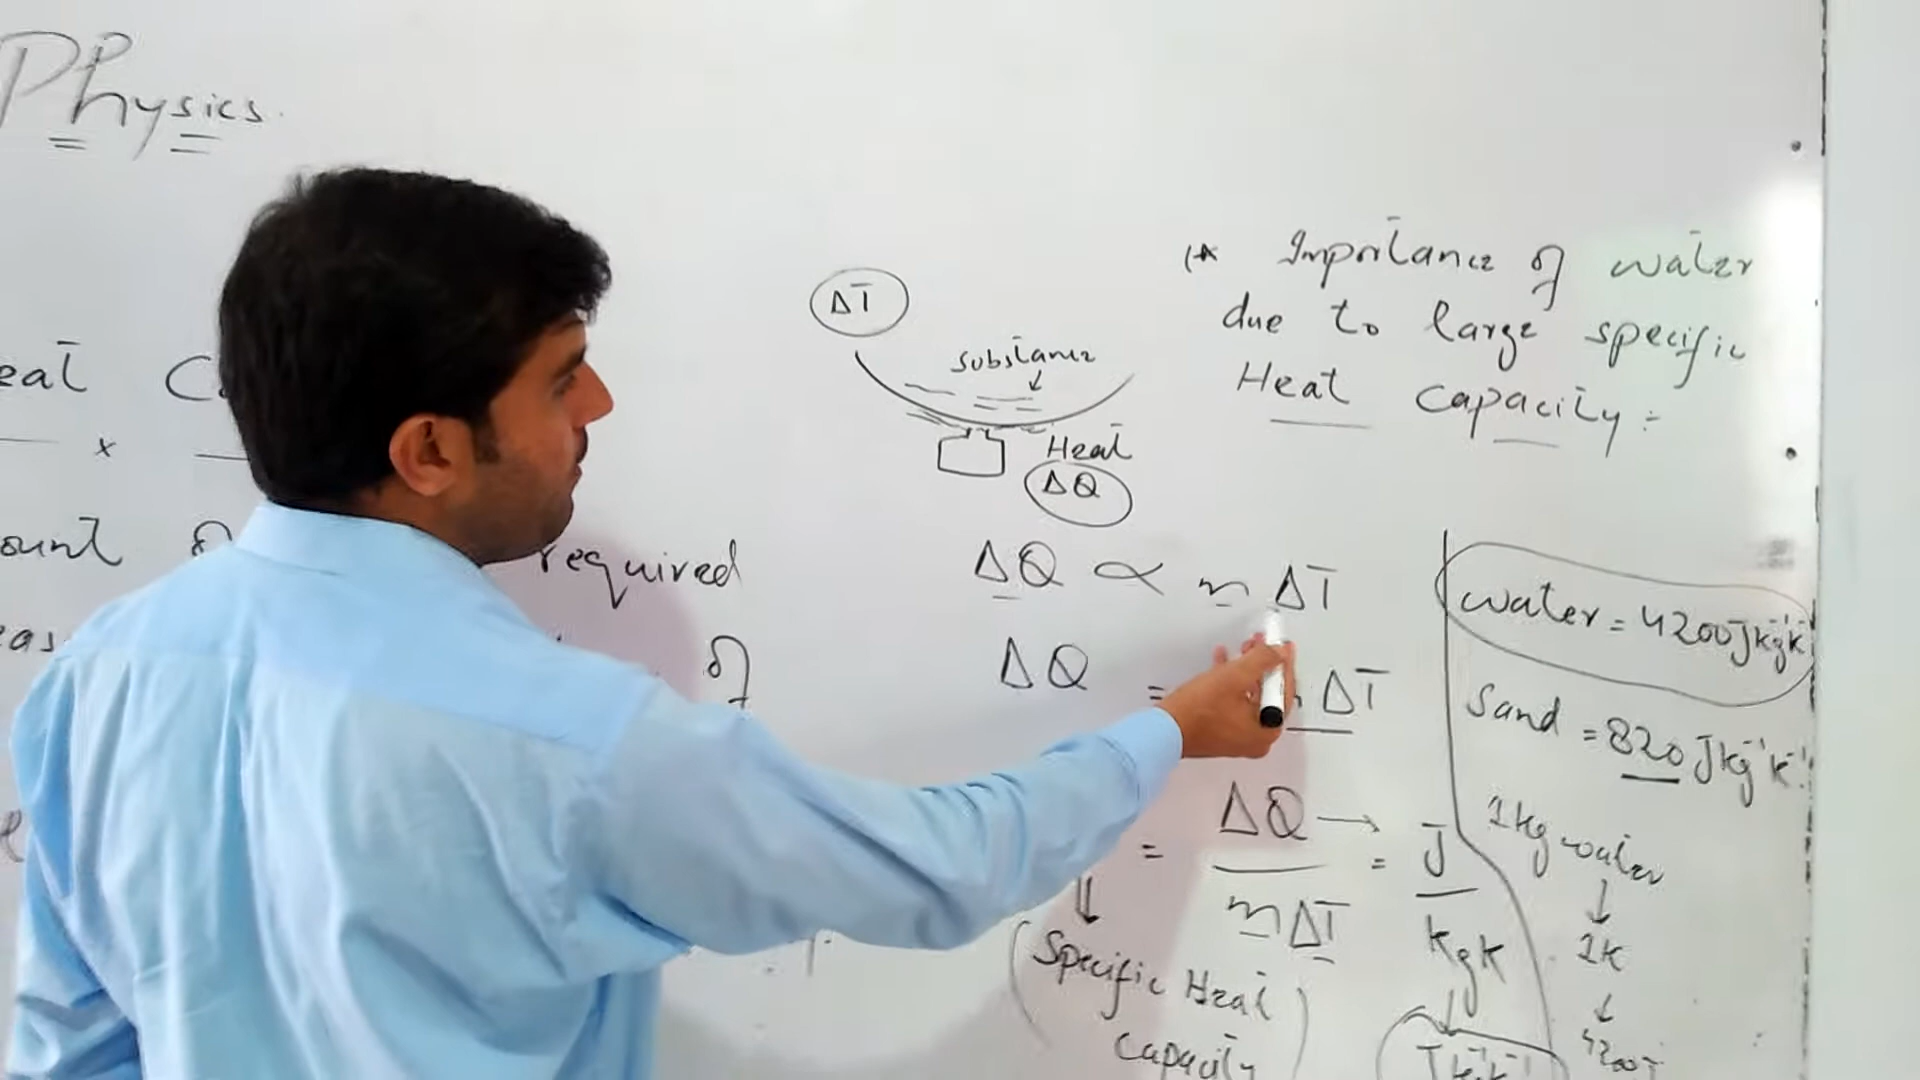 Physics.
eat C
×
ount required
eas of
ΔT
substance
Heat
ΔQ
ΔQ ∝ m ΔT
ΔQ = ΔT
= ΔQ / mΔT = J / kgK
Specific Heat
Capacity
Importance of water
due to large specific
Heat Capacity:
water = 4200 Jkg⁻¹k⁻¹
Sand = 820 Jkg⁻¹k⁻¹
1kg water
1K
4200J